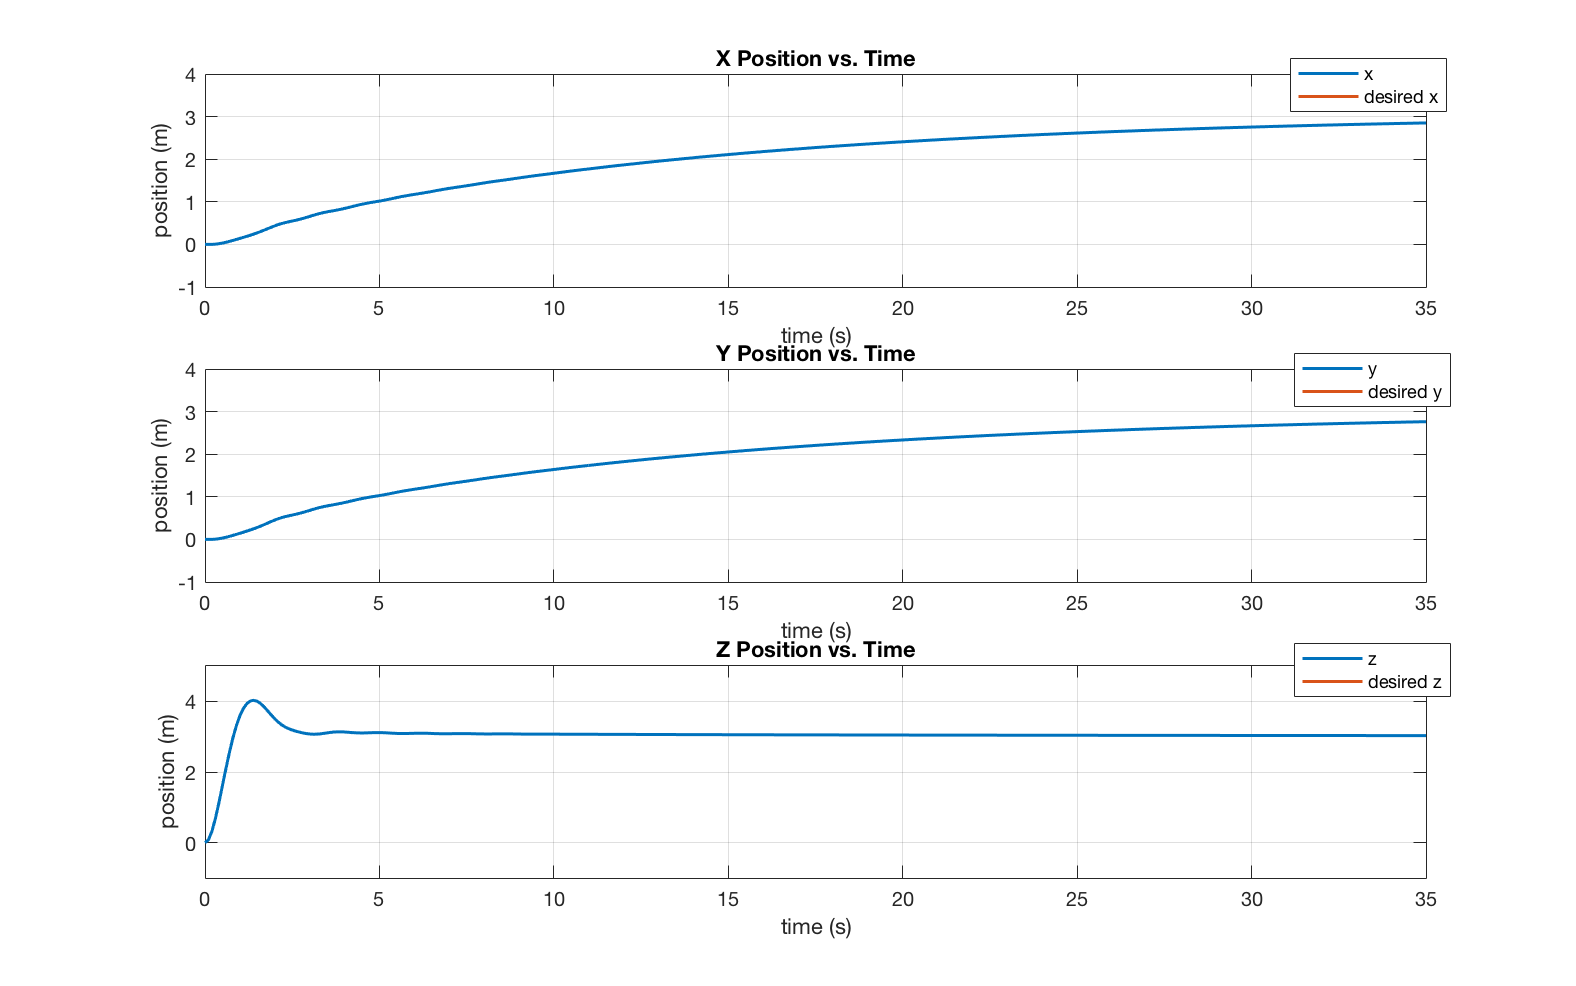 X Position vs. Time
x
desired x
position (m)
4
3
2
1
0
-1
0 5 10 15 20 25 30 35
time (s)
Y Position vs. Time
y
desired y
position (m)
4
3
2
1
0
-1
0 5 10 15 20 25 30 35
time (s)
Z Position vs. Time
z
desired z
position (m)
4
2
0
0 5 10 15 20 25 30 35
time (s)